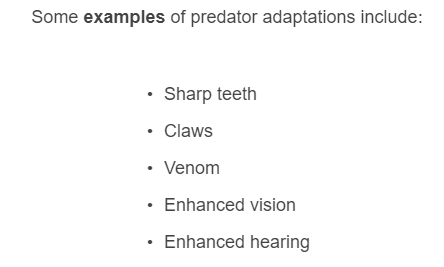 Some examples of predator adaptations include:
• Sharp teeth
• Claws
• Venom
• Enhanced vision
• Enhanced hearing